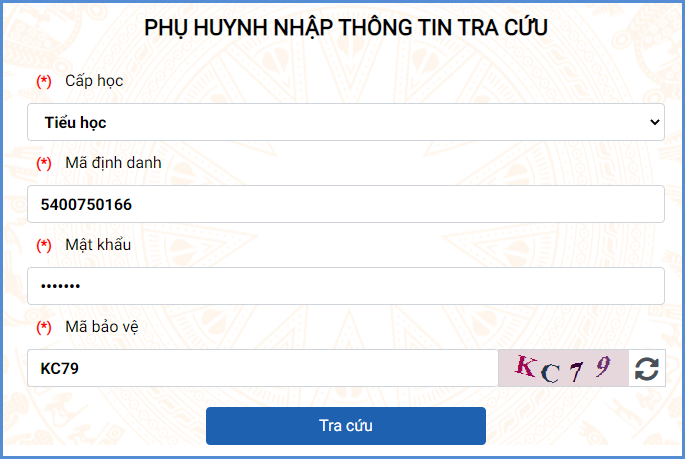 PHỤ HUYNH NHẬP THÔNG TIN TRA CỨU
(*) Cấp học
Tiểu học
(*) Mã định danh
5400750166
(*) Mật khẩu
•••••••
(*) Mã bảo vệ
KC79 KC79
Tra cứu